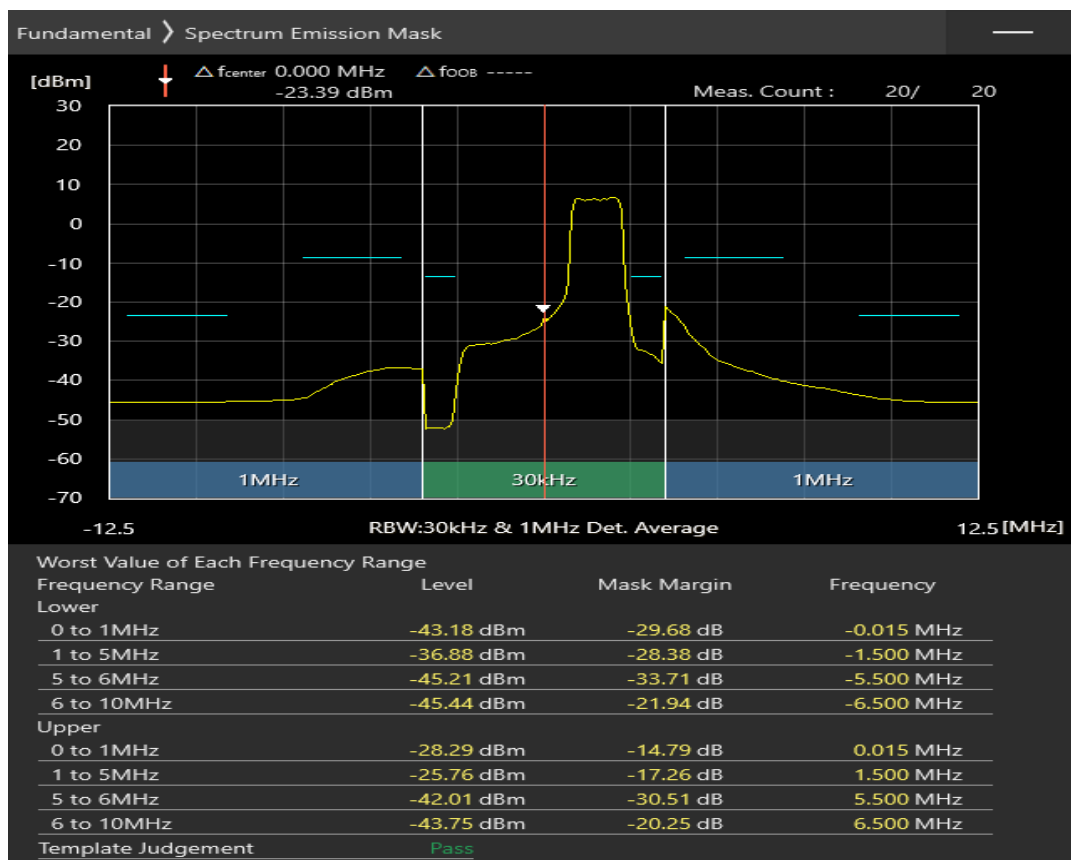 Fundamental ❯ Spectrum Emission Mask
[dBm]
△ fcenter 0.000 MHz △ fOOB -----
-23.39 dBm
Meas. Count : 20/ 20
30
20
10
0
-10
-20
-30
-40
-50
-60
-70
1MHz 30kHz 1MHz
-12.5 RBW:30kHz & 1MHz Det. Average 12.5 [MHz]
Worst Value of Each Frequency Range
Frequency Range Level Mask Margin Frequency
Lower
0 to 1MHz -43.18 dBm -29.68 dB -0.015 MHz
1 to 5MHz -36.88 dBm -28.38 dB -1.500 MHz
5 to 6MHz -45.21 dBm -33.71 dB -5.500 MHz
6 to 10MHz -45.44 dBm -21.94 dB -6.500 MHz
Upper
0 to 1MHz -28.29 dBm -14.79 dB 0.015 MHz
1 to 5MHz -25.76 dBm -17.26 dB 1.500 MHz
5 to 6MHz -42.01 dBm -30.51 dB 5.500 MHz
6 to 10MHz -43.75 dBm -20.25 dB 6.500 MHz
Template Judgement Pass